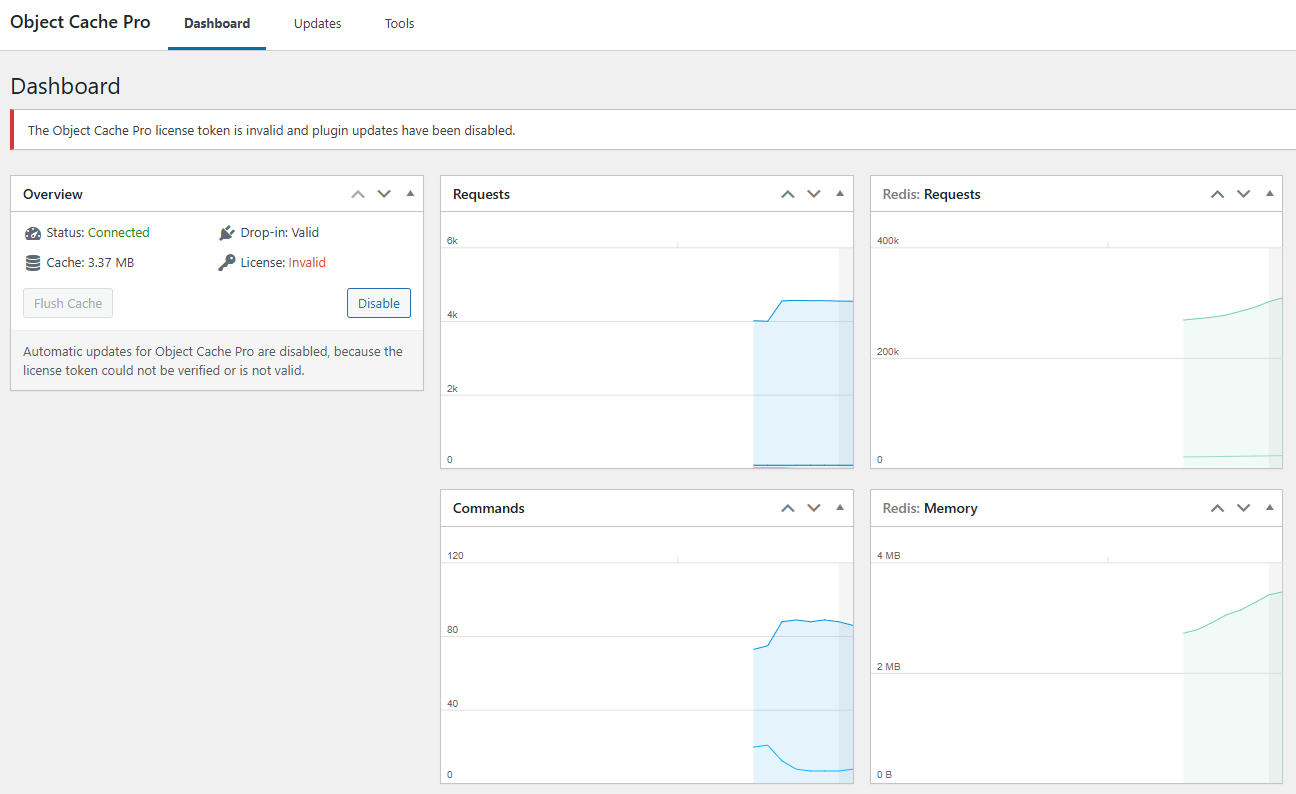 Object Cache Pro
Dashboard
Updates
Tools
Dashboard
The Object Cache Pro license token is invalid and plugin updates have been disabled.
Overview
Status: Connected
Drop-in: Valid
Cache: 3.37 MB
License: Invalid
Flush Cache
Disable
Automatic updates for Object Cache Pro are disabled, because the
license token could not be verified or is not valid.
Requests
6k
4k
2k
0
Redis: Requests
400k
200k
0
Commands
120
80
40
0
Redis: Memory
4 MB
2 MB
0 B